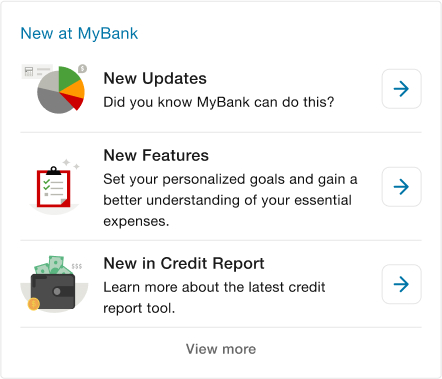 New at MyBank
New Updates
Did you know MyBank can do this?
New Features
Set your personalized goals and gain a
better understanding of your essential
expenses.
$$$
New in Credit Report
Learn more about the latest credit
report tool.
View more